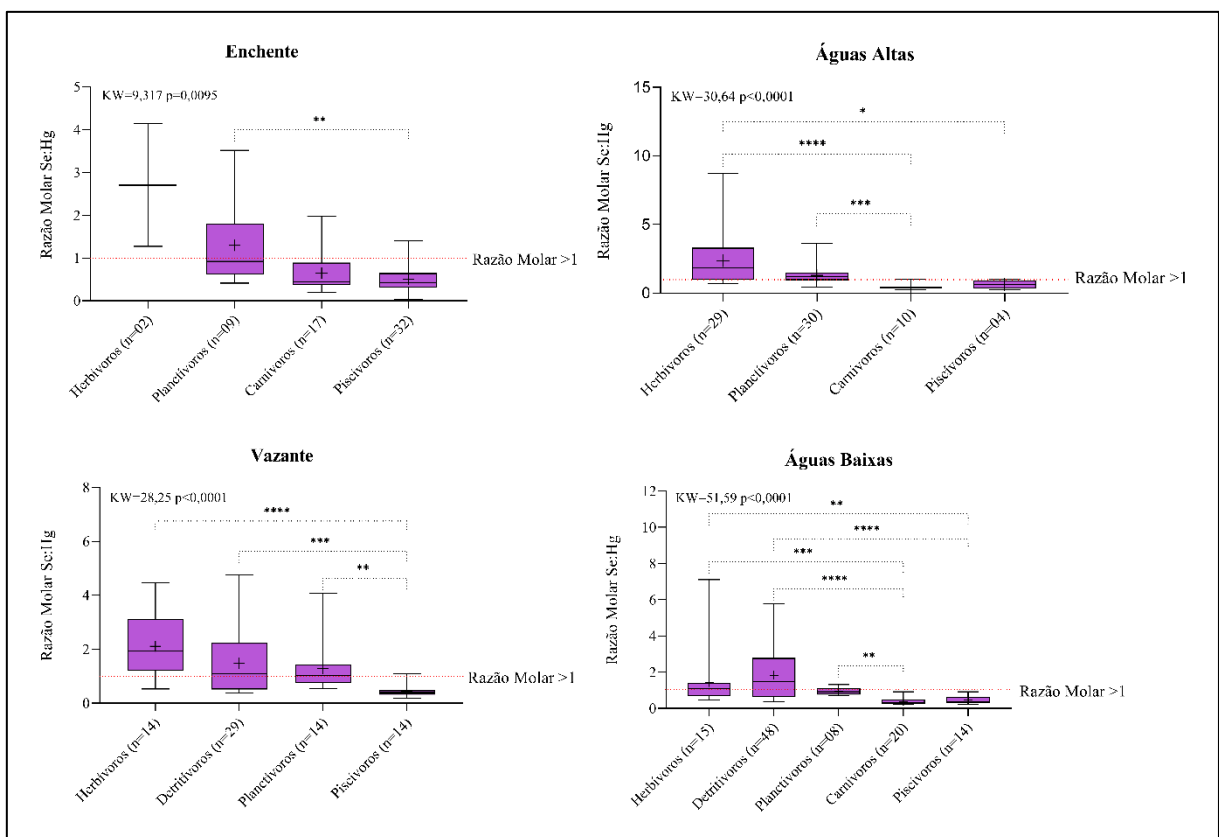 Enchente
KW=9,317 p=0,0095
**
Razão Molar Se:Hg
5
4
3
2
1
0
Razão Molar >1
Herbívoros (n=02)
Planctívoros (n=09)
Carnívoros (n=17)
Piscívoros (n=32)
Águas Altas
KW=30,64 p<0,0001
*
****
***
Razão Molar Se:Hg
15
10
5
0
Razão Molar >1
Herbívoros (n=29)
Planctívoros (n=30)
Carnívoros (n=10)
Piscívoros (n=04)
Vazante
KW=28,25 p<0,0001
****
***
**
Razão Molar Se:Hg
8
6
4
2
0
Razão Molar >1
Herbívoros (n=14)
Detritívoros (n=29)
Planctívoros (n=14)
Piscívoros (n=14)
Águas Baixas
KW=51,59 p<0,0001
**
****
***
****
**
Razão Molar Se:Hg
12
10
8
6
4
2
0
Razão Molar >1
Herbívoros (n=15)
Detritívoros (n=48)
Planctívoros (n=08)
Carnívoros (n=20)
Piscívoros (n=14)